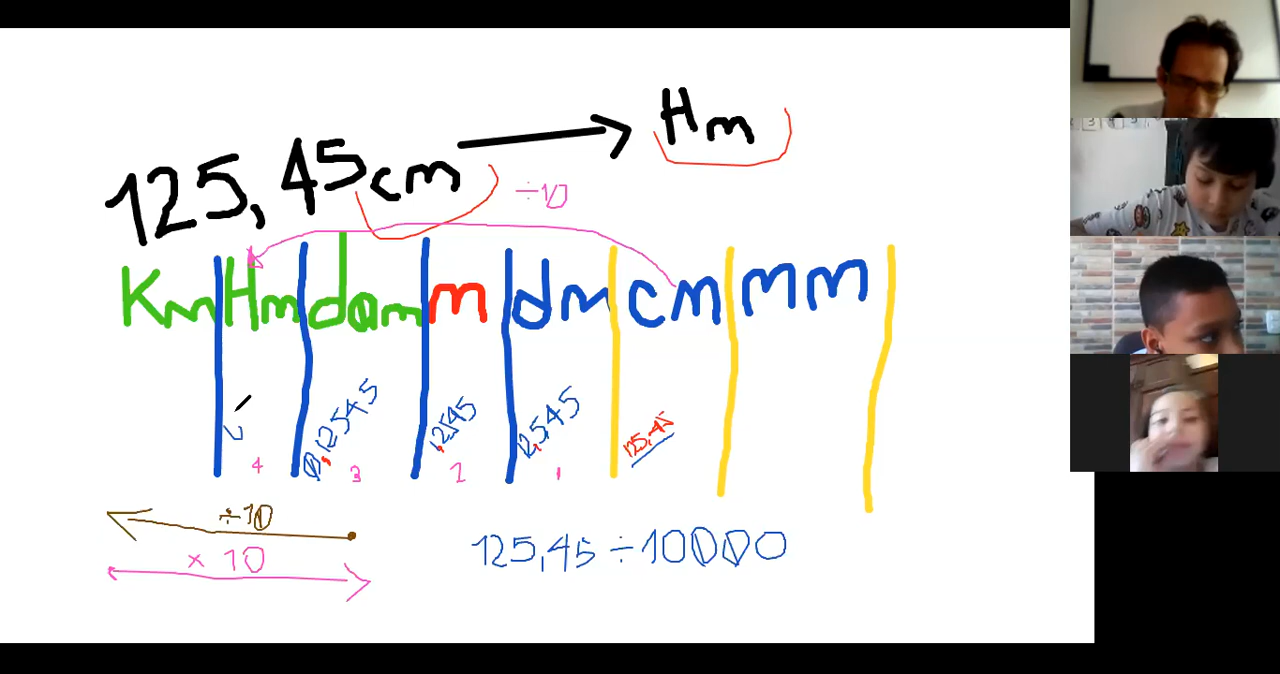 125,45cm → Hm
÷10
Km Hm dam m dm cm mm
0,12545 1,2545 12,545 125,45
4 3 2 1
÷10
x 10
125,45 ÷ 10000